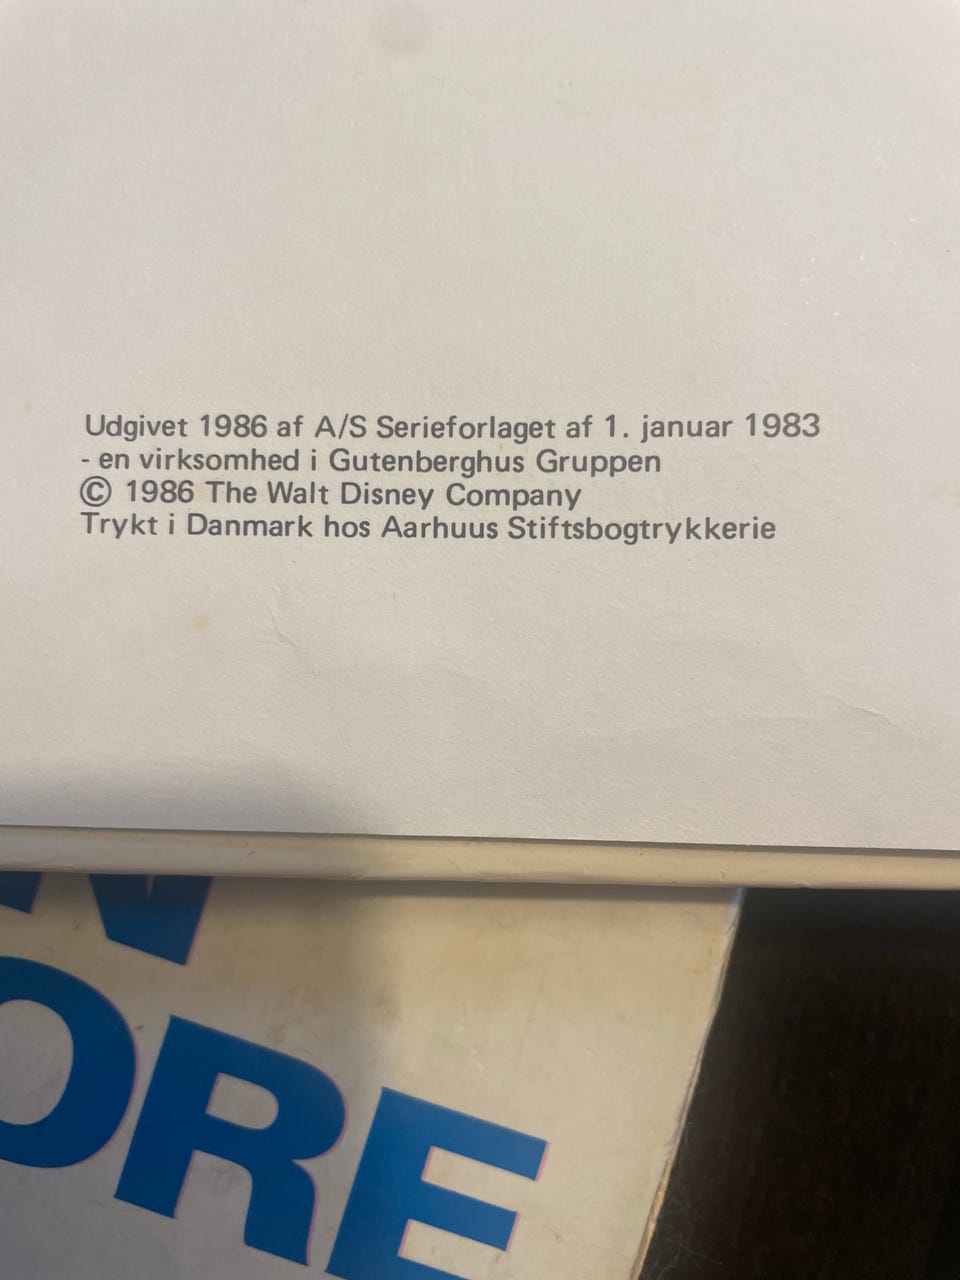 Udgivet 1986 af A/S Serieforlaget af 1. januar 1983
- en virksomhed i Gutenberghus Gruppen
© 1986 The Walt Disney Company
Trykt i Danmark hos Aarhuus Stiftsbogtrykkerie
N
ORE